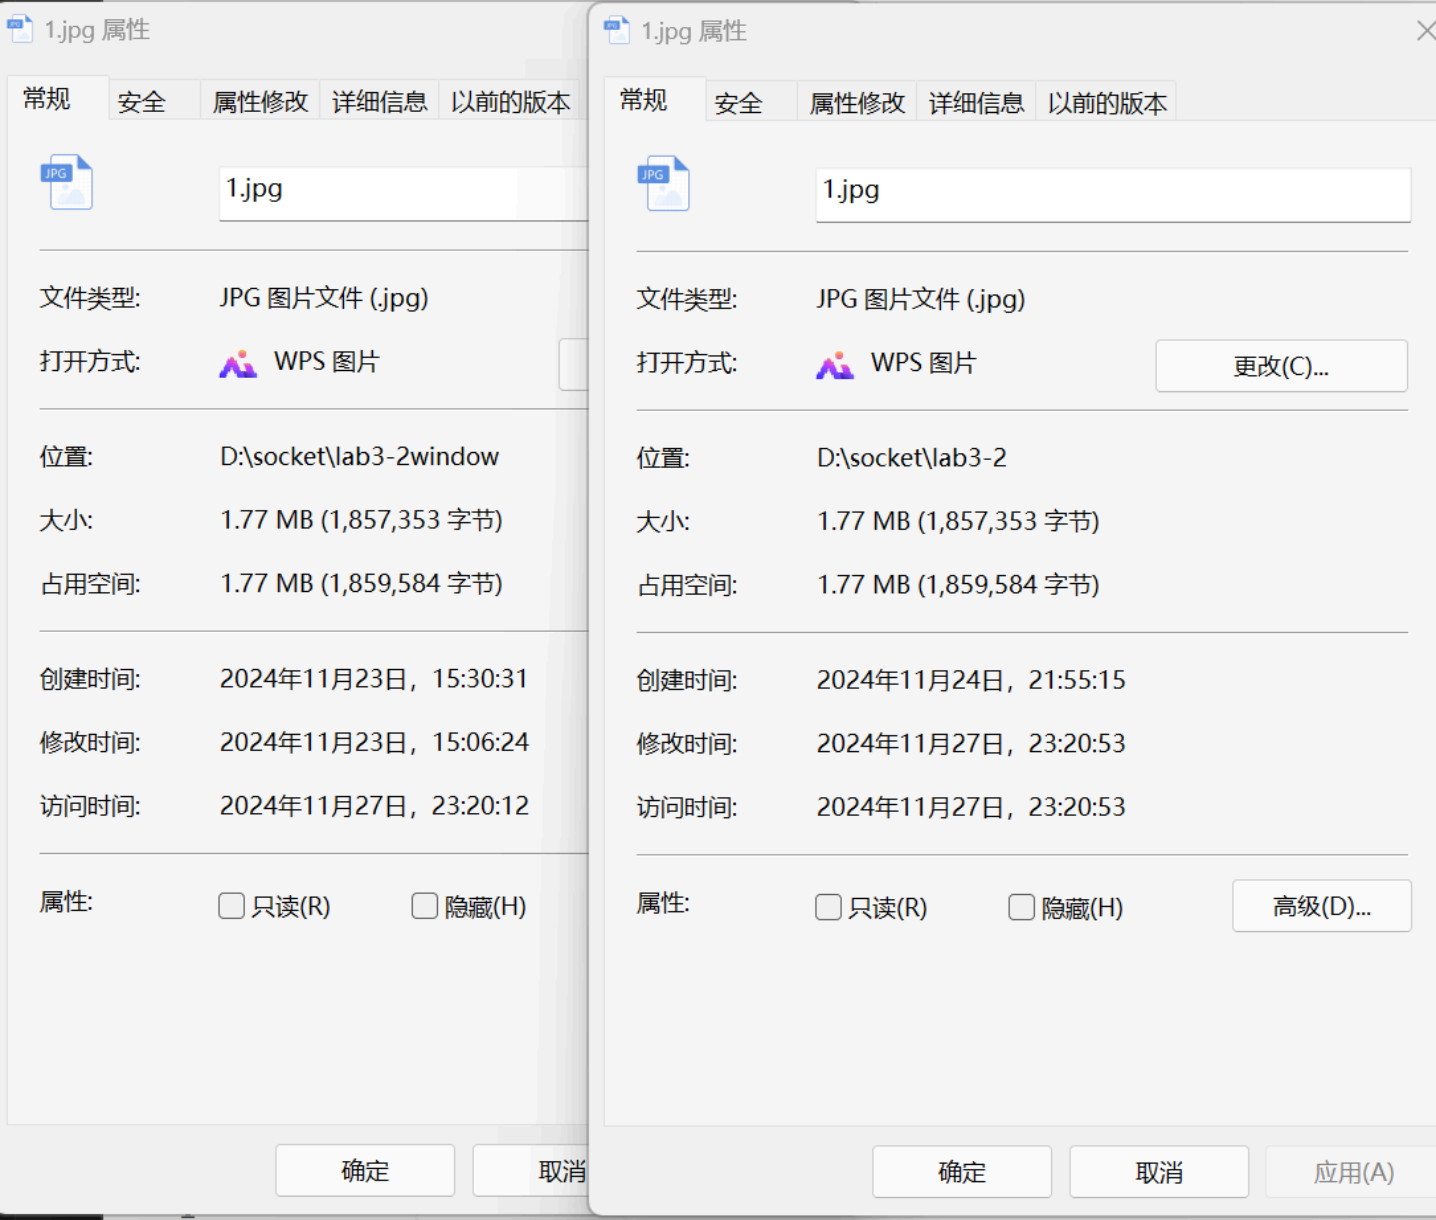 1.jpg 属性
常规 安全 属性修改 详细信息 以前的版本
JPG
1.jpg
文件类型: JPG 图片文件 (.jpg)
打开方式: WPS 图片
位置: D:\socket\lab3-2window
大小: 1.77 MB (1,857,353 字节)
占用空间: 1.77 MB (1,859,584 字节)
创建时间: 2024年11月23日，15:30:31
修改时间: 2024年11月23日，15:06:24
访问时间: 2024年11月27日，23:20:12
属性: 只读(R) 隐藏(H)
确定 取消
1.jpg 属性
常规 安全 属性修改 详细信息 以前的版本
JPG
1.jpg
文件类型: JPG 图片文件 (.jpg)
打开方式: WPS 图片 更改(C)...
位置: D:\socket\lab3-2
大小: 1.77 MB (1,857,353 字节)
占用空间: 1.77 MB (1,859,584 字节)
创建时间: 2024年11月24日，21:55:15
修改时间: 2024年11月27日，23:20:53
访问时间: 2024年11月27日，23:20:53
属性: 只读(R) 隐藏(H) 高级(D)...
确定 取消 应用(A)